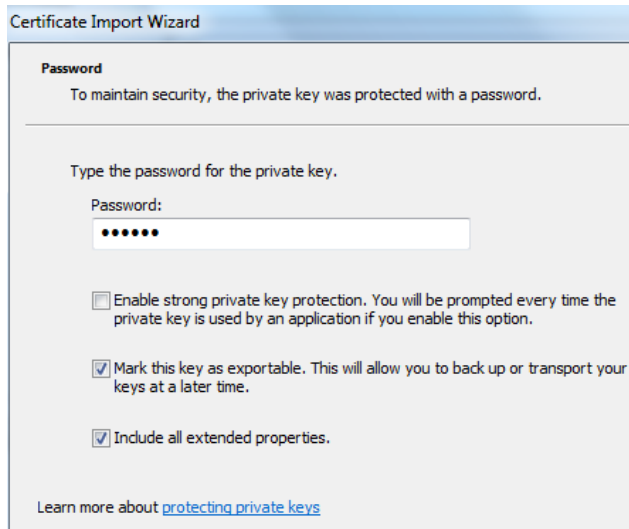 Certificate Import Wizard
Password
To maintain security, the private key was protected with a password.
Type the password for the private key.
Password:
••••••
Enable strong private key protection. You will be prompted every time the
private key is used by an application if you enable this option.
Mark this key as exportable. This will allow you to back up or transport your
keys at a later time.
Include all extended properties.
Learn more about protecting private keys